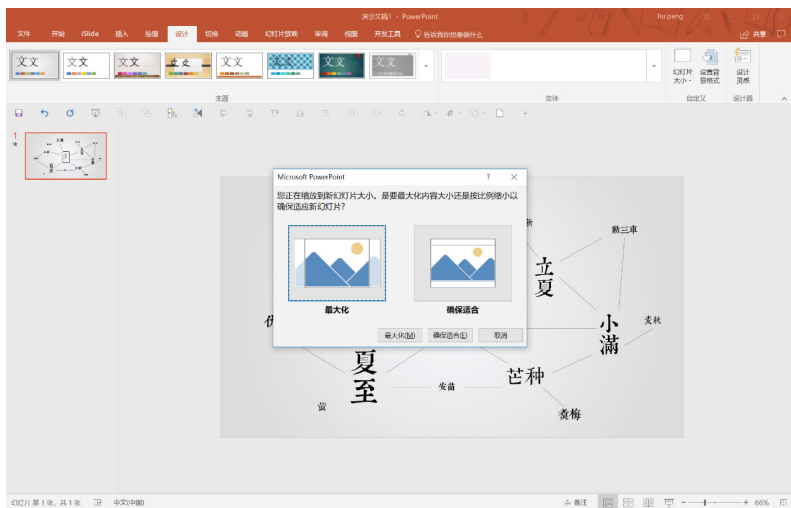 演示文稿1 - PowerPoint
liu peng
文件 开始 iSlide 插入 绘图 设计 切换 动画 幻灯片放映 审阅 视图 开发工具 告诉我你想要做什么 共享
文文 文文 文文 文文 文文 文文 文文
幻灯片大小 设置背景格式 设计灵感
主题 变体 自定义 设计器
1
Microsoft PowerPoint ?
您正在缩放到新幻灯片大小。是要最大化内容大小还是按比例缩小以
确保适应新幻灯片?
最大化 确保适合
最大化(M) 确保适合(E) 取消
立夏
小滿
麦秋
夏至
安苗
芒种
萤
煮梅
幻灯片 第 1 张,共 1 张 中文(中国) 备注 66%